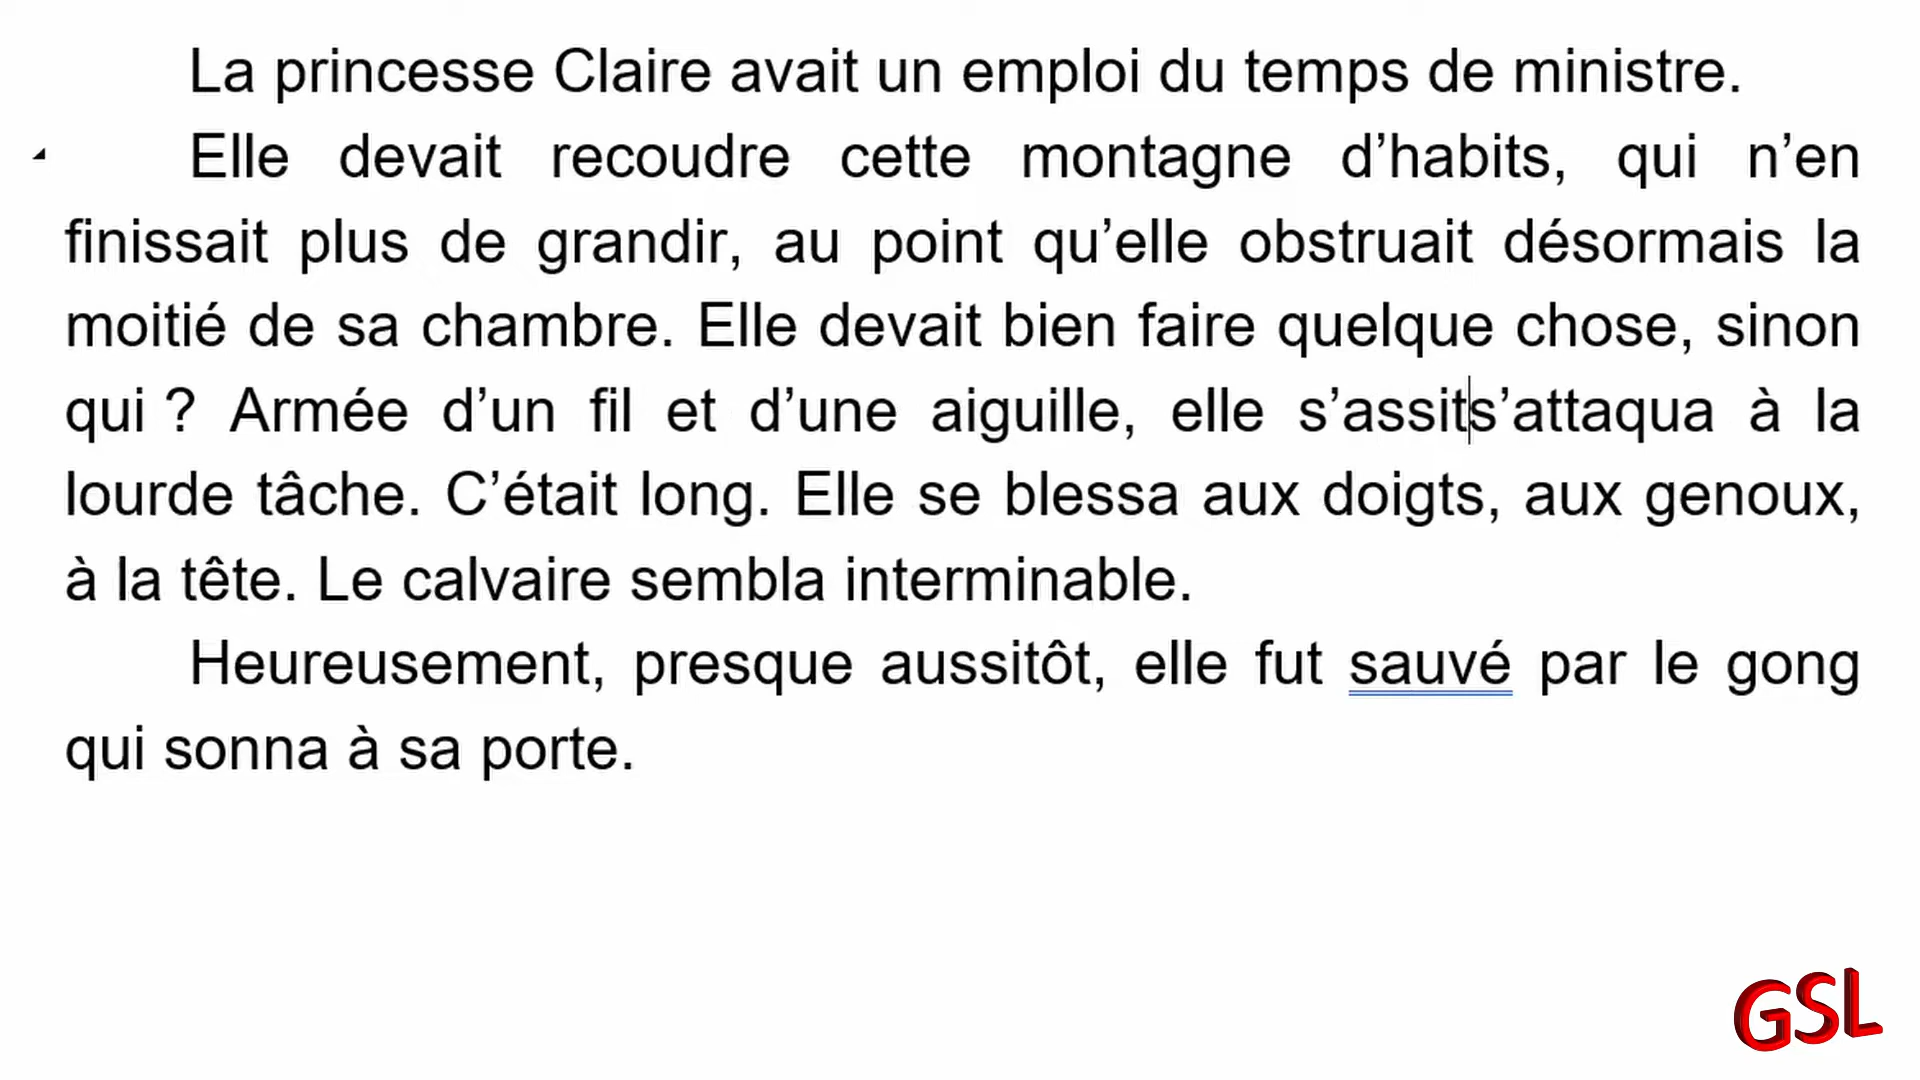 La princesse Claire avait un emploi du temps de ministre.
Elle devait recoudre cette montagne d’habits, qui n’en
finissait plus de grandir, au point qu’elle obstruait désormais la
moitié de sa chambre. Elle devait bien faire quelque chose, sinon
qui ? Armée d’un fil et d’une aiguille, elle s’assits’attaqua à la
lourde tâche. C’était long. Elle se blessa aux doigts, aux genoux,
à la tête. Le calvaire sembla interminable.
Heureusement, presque aussitôt, elle fut sauvé par le gong
qui sonna à sa porte.
GSL